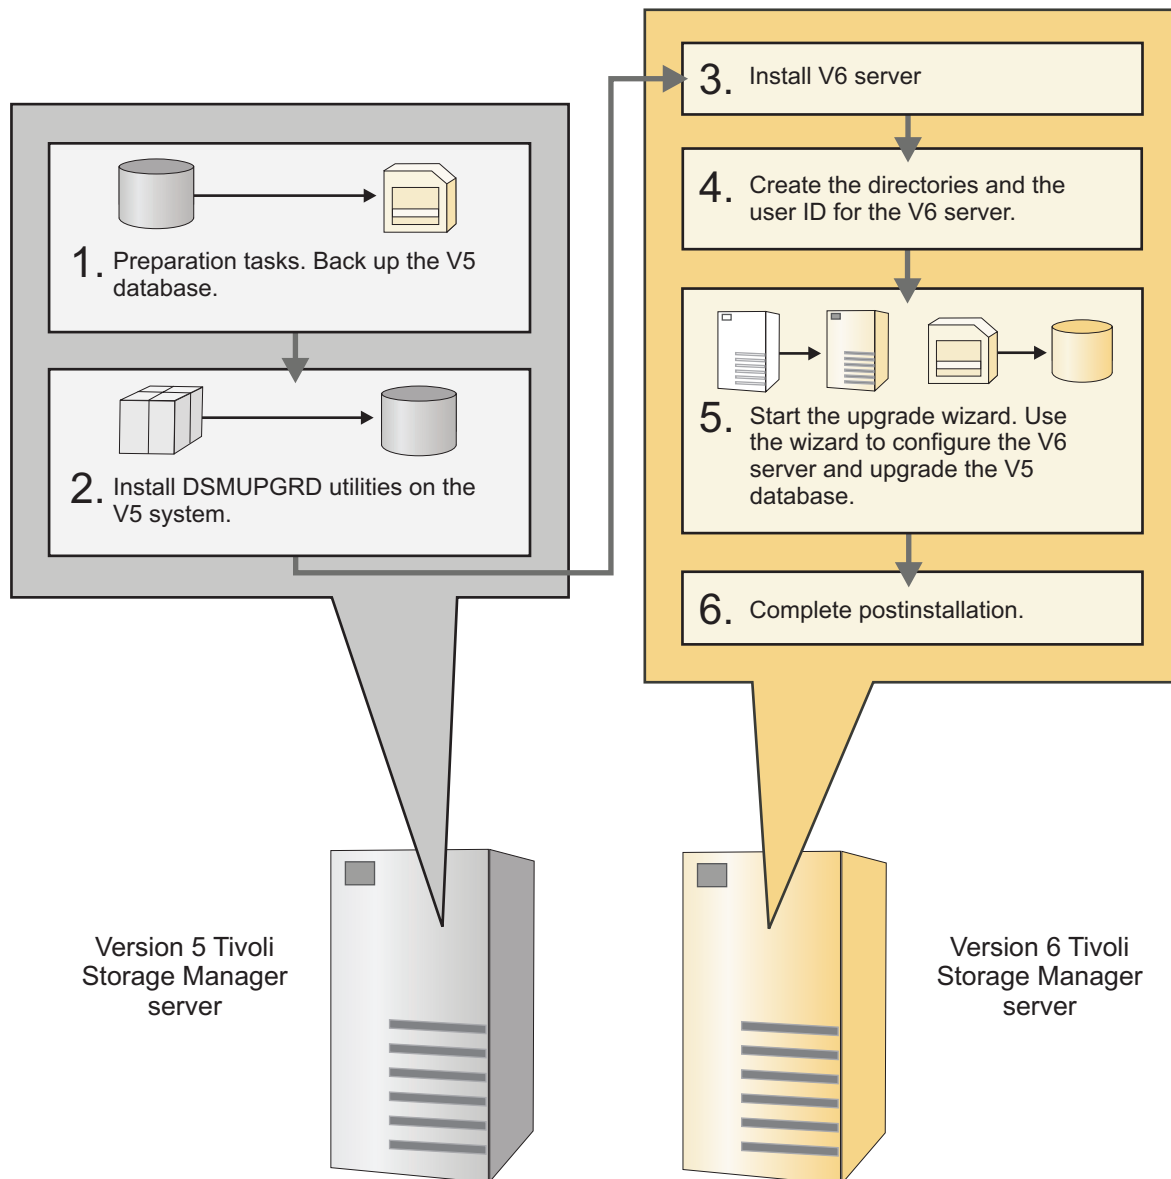 1. Preparation tasks. Back up the V5
database.
2. Install DSMUPGRD utilities on the
V5 system.
3. Install V6 server
4. Create the directories and the
user ID for the V6 server.
5. Start the upgrade wizard. Use
the wizard to configure the V6
server and upgrade the V5
database.
6. Complete postinstallation.
Version 5 Tivoli
Storage Manager
server
Version 6 Tivoli
Storage Manager
server